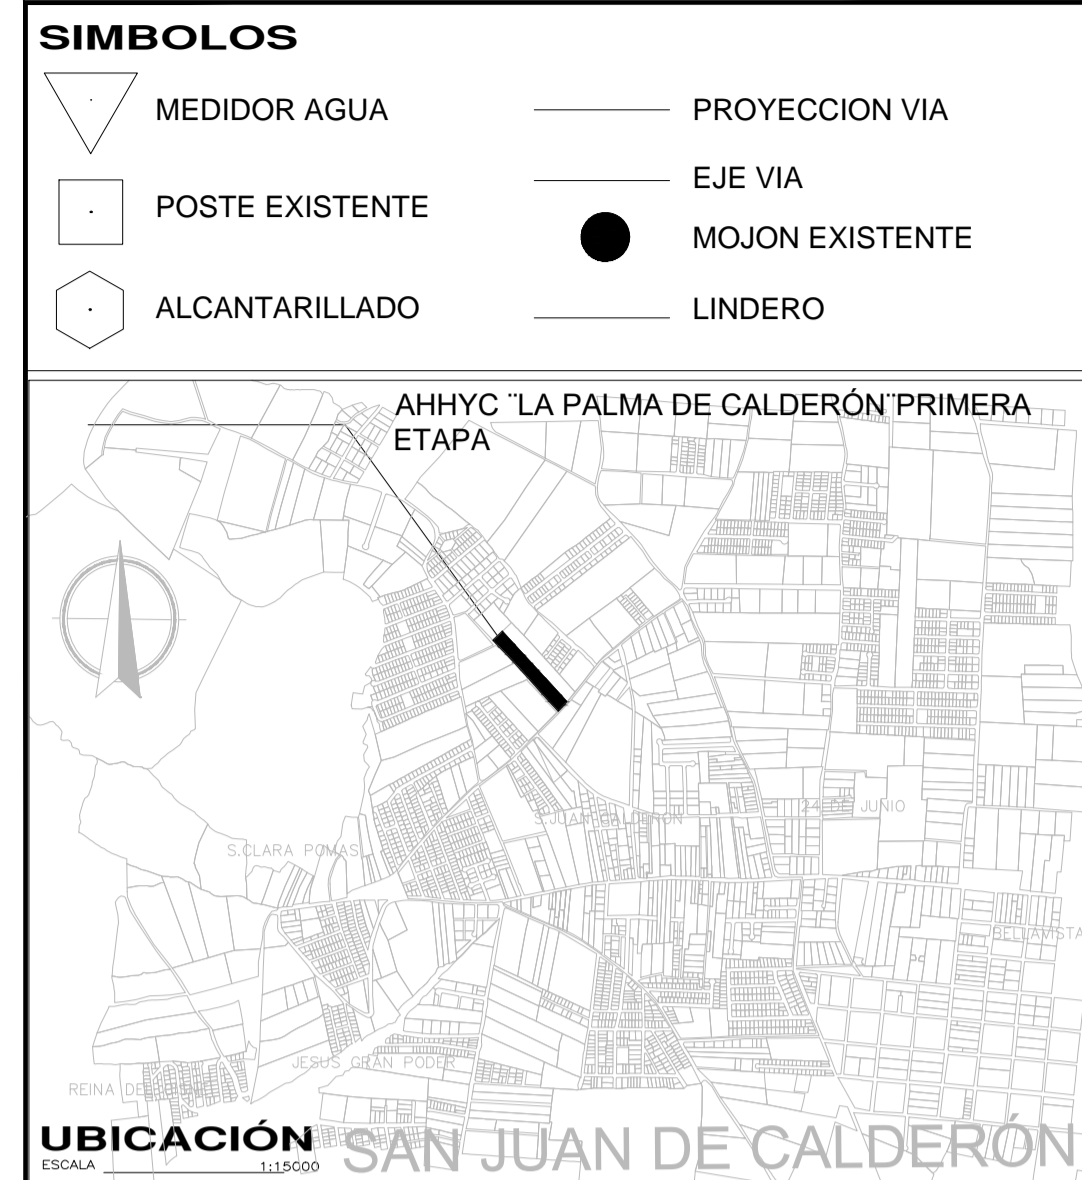 SIMBOLOS
MEDIDOR AGUA
PROYECCION VIA
POSTE EXISTENTE
EJE VIA
MOJON EXISTENTE
ALCANTARILLADO
LINDERO
AHHYC ¨LA PALMA DE CALDERÓN¨PRIMERA
ETAPA
24 DE JUNIO
S.JUAN CALDERON
S.CLARA POMAS
BELLAVISTA
JESUS GRAN PODER
REINA DEL
UBICACIÓN
ESCALA 1:15000
SAN JUAN DE CALDERÓN